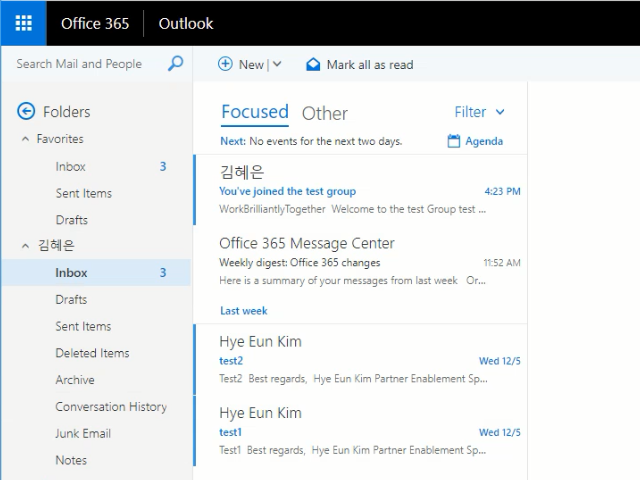 Office 365 Outlook
Search Mail and People
New
Mark all as read
Folders
Favorites
Inbox 3
Sent Items
Drafts
김혜은
Inbox 3
Drafts
Sent Items
Deleted Items
Archive
Conversation History
Junk Email
Notes
Focused Other Filter
Next: No events for the next two days. Agenda
김혜은
You've joined the test group 4:23 PM
WorkBrilliantlyTogether Welcome to the test Group test ...
Office 365 Message Center
Weekly digest: Office 365 changes 11:52 AM
Here is a summary of your messages from last week Or...
Last week
Hye Eun Kim
test2 Wed 12/5
Test2 Best regards, Hye Eun Kim Partner Enablement Sp...
Hye Eun Kim
test1 Wed 12/5
Test1 Best regards, Hye Eun Kim Partner Enablement Sp...